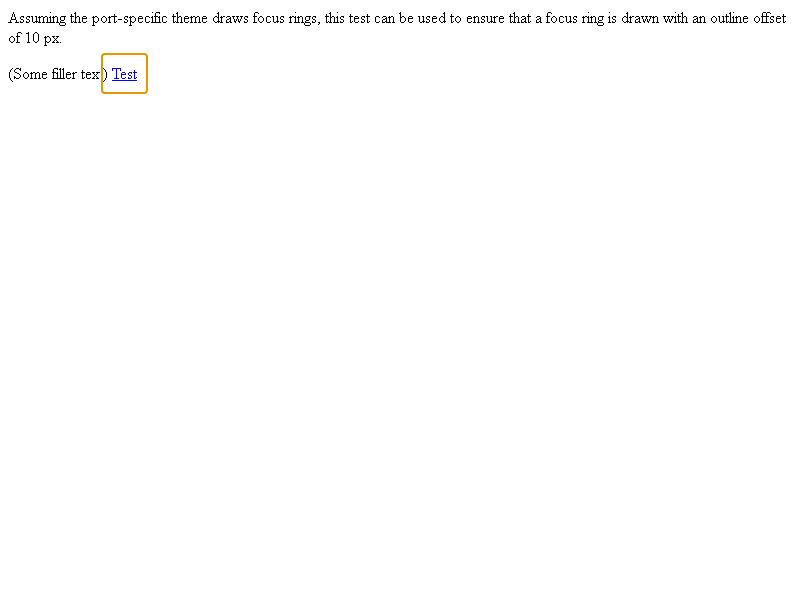 Assuming the port-specific theme draws focus rings, this test can be used to ensure that a focus ring is drawn with an outline offset
of 10 px.
(Some filler text) Test